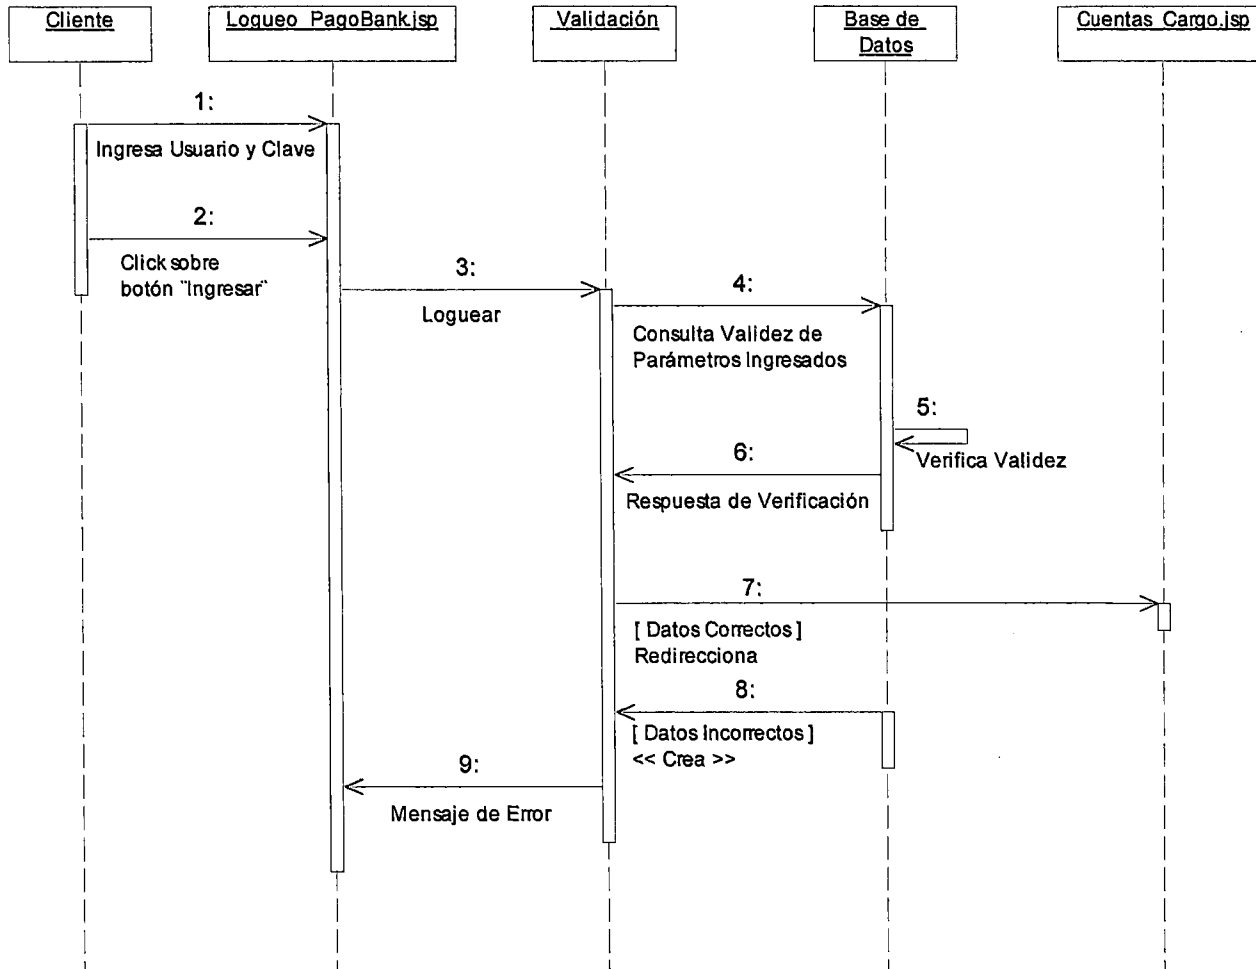 Cliente
Logueo_PagoBank.jsp
Validación
Base de
Datos
Cuentas_Cargo.jsp
1:
Ingresa Usuario y Clave
2:
Click sobre
botón ¨Ingresar¨
3:
Loguear
4:
Consulta Validez de
Parámetros Ingresados
5:
Verifica Validez
6:
Respuesta de Verificación
7:
[ Datos Correctos ]
Redirecciona
8:
[ Datos Incorrectos ]
<< Crea >>
9:
Mensaje de Error